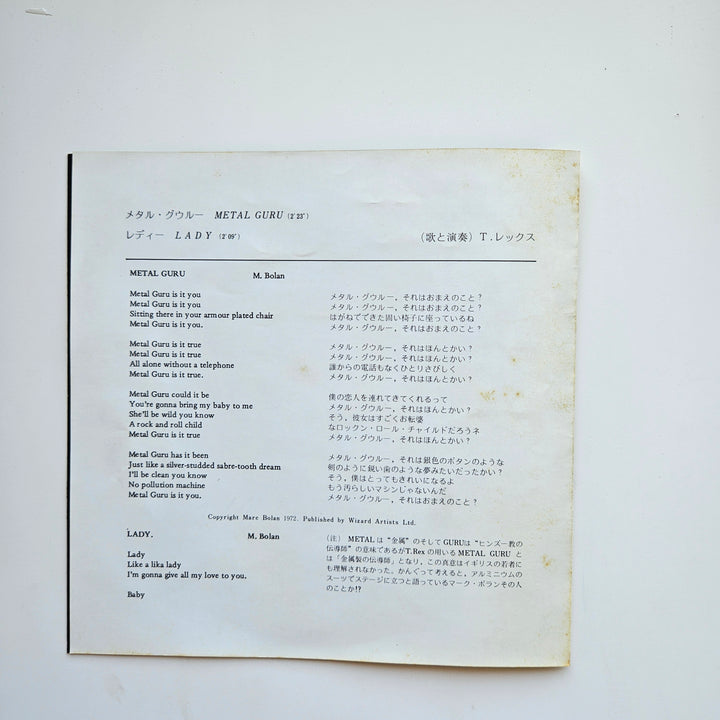 メタル・グウルー METAL GURU (2'23")
レディー LADY (2'09") (歌と演奏) T.レックス
METAL GURU M. Bolan
Metal Guru is it you
Metal Guru is it you
Sitting there in your armour plated chair
Metal Guru is it you.
Metal Guru is it true
Metal Guru is it true
All alone without a telephone
Metal Guru is it true.
Metal Guru could it be
You're gonna bring my baby to me
She'll be wild you know
A rock and roll child
Metal Guru is it true
Metal Guru has it been
Just like a silver-studded sabre-tooth dream
I'll be clean you know
No pollution machine
Metal Guru is it you.
メタル・グウルー，それはおまえのこと？
メタル・グウルー，それはおまえのこと？
はがねでできた固い椅子に座っているね
メタル・グウルー，それはおまえのこと？
メタル・グウルー，それはほんとかい？
メタル・グウルー，それはほんとかい？
誰からの電話もなくひとりさびしく
メタル・グウルー，それはほんとかい？
僕の恋人を連れてきてくれるって
メタル・グウルー，それはほんとかい？
そう，彼女はすごくお転婆
なロックン・ロール・チャイルドだろうネ
メタル・グウルー，それはほんとかい？
メタル・グウルー，それは銀色のボタンのような
剣のように鋭い歯のような夢みたいだったかい？
そう，僕はとってもきれいになるよ
もう汚らしいマシンじゃないんだ
メタル・グウルー，それはおまえのこと？
Copyright Marc Bolan 1972. Published by Wizard Artists Ltd.
LADY. M, Bolan
Lady
Like a lika lady
I'm gonna give all my love to you.
Baby
(注) METALは"金属"のそしてGURUは"ヒンズー教の
伝導師"の意味であるがT.Rexの用いるMETAL GURU と
は「金属製の伝導師」となり，この真意はイギリスの若者に
も理解されなかった。かんぐって考えると，アルミニウムの
スーツでステージに立つと語っているマーク・ボランその人
のことか!?